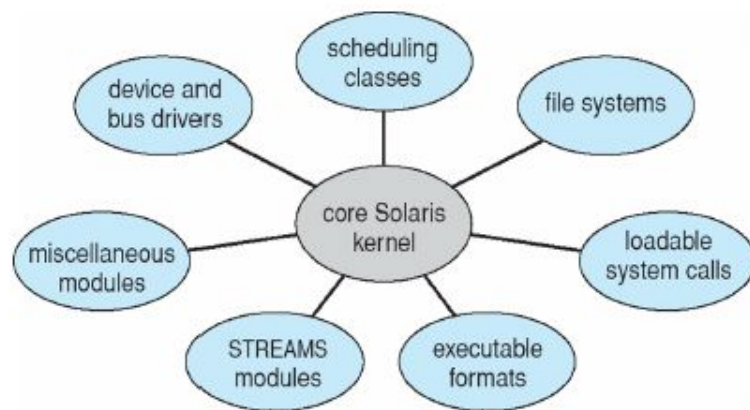 scheduling
classes
device and
bus drivers
file systems
core Solaris
kernel
miscellaneous
modules
loadable
system calls
STREAMS
modules
executable
formats